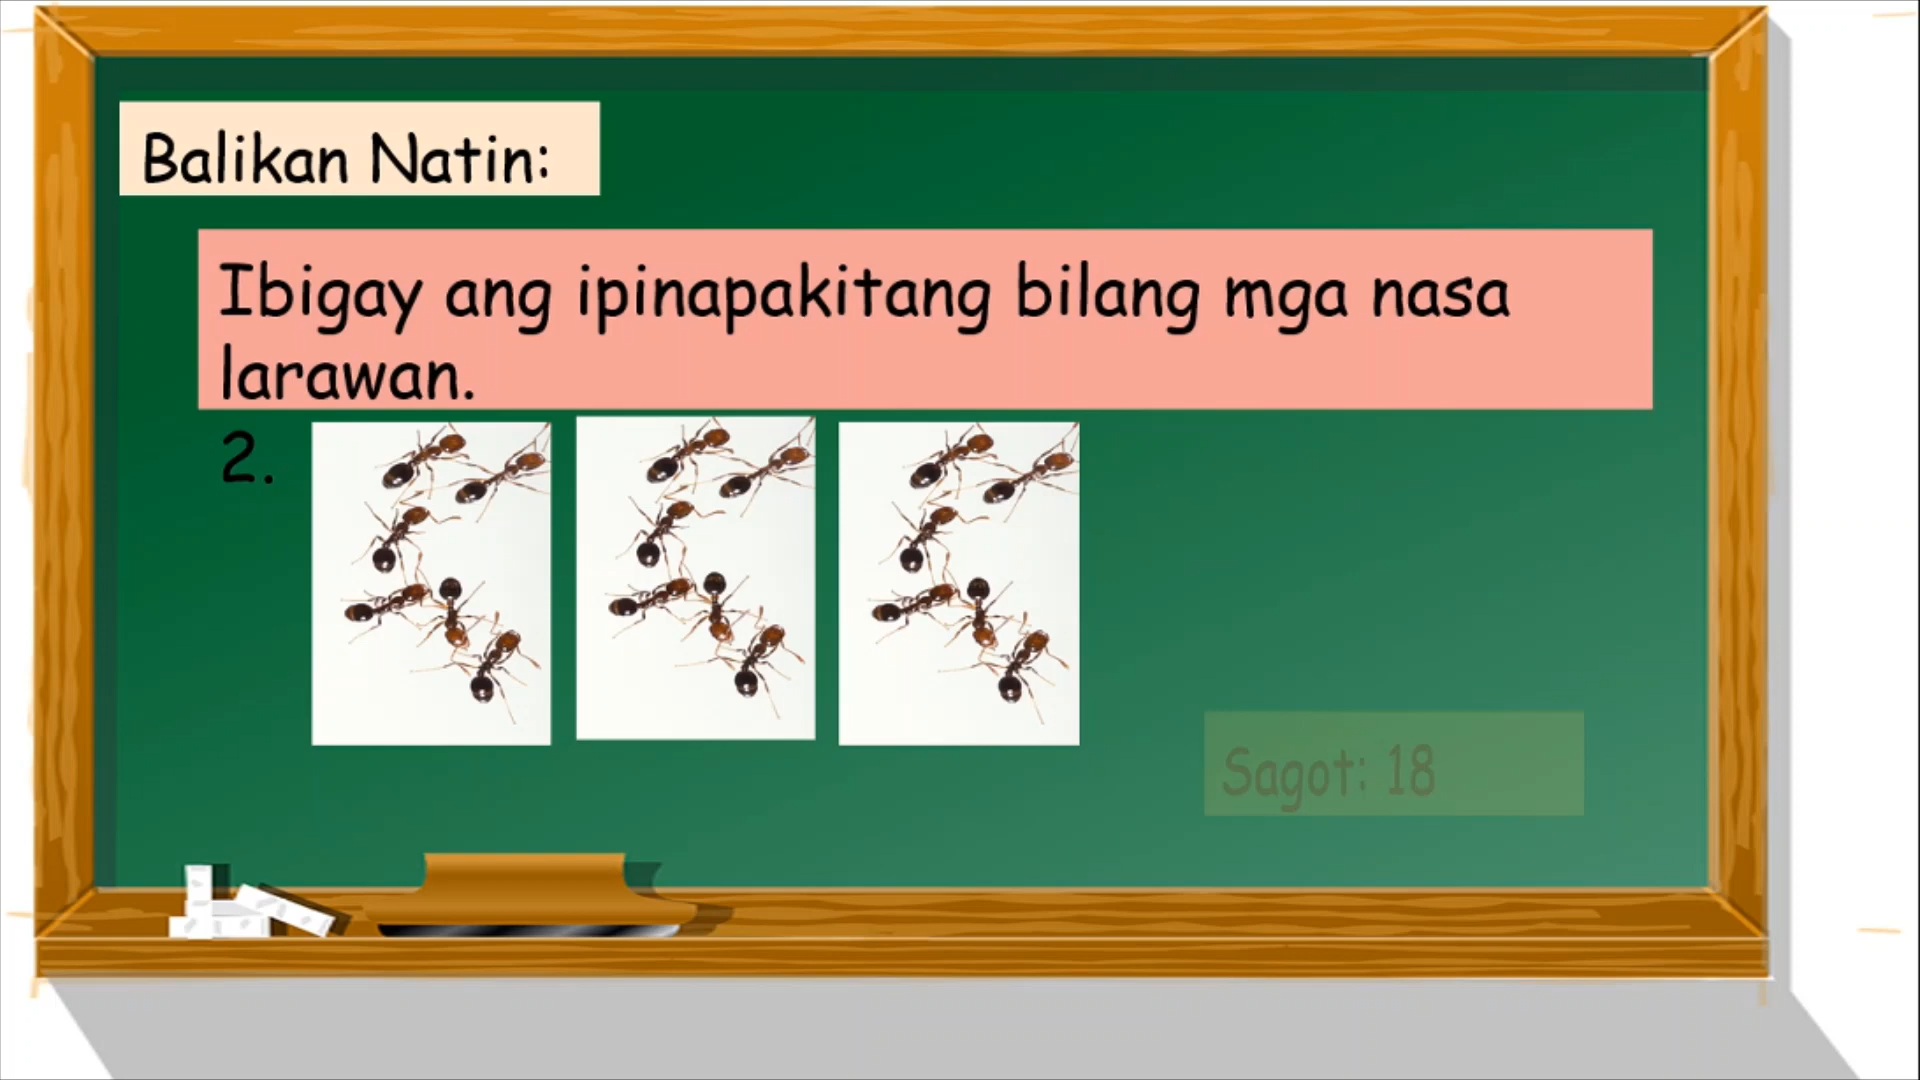 Balikan Natin:
Ibigay ang ipinapakitang bilang mga nasa
larawan.
2.
Sagot: 18